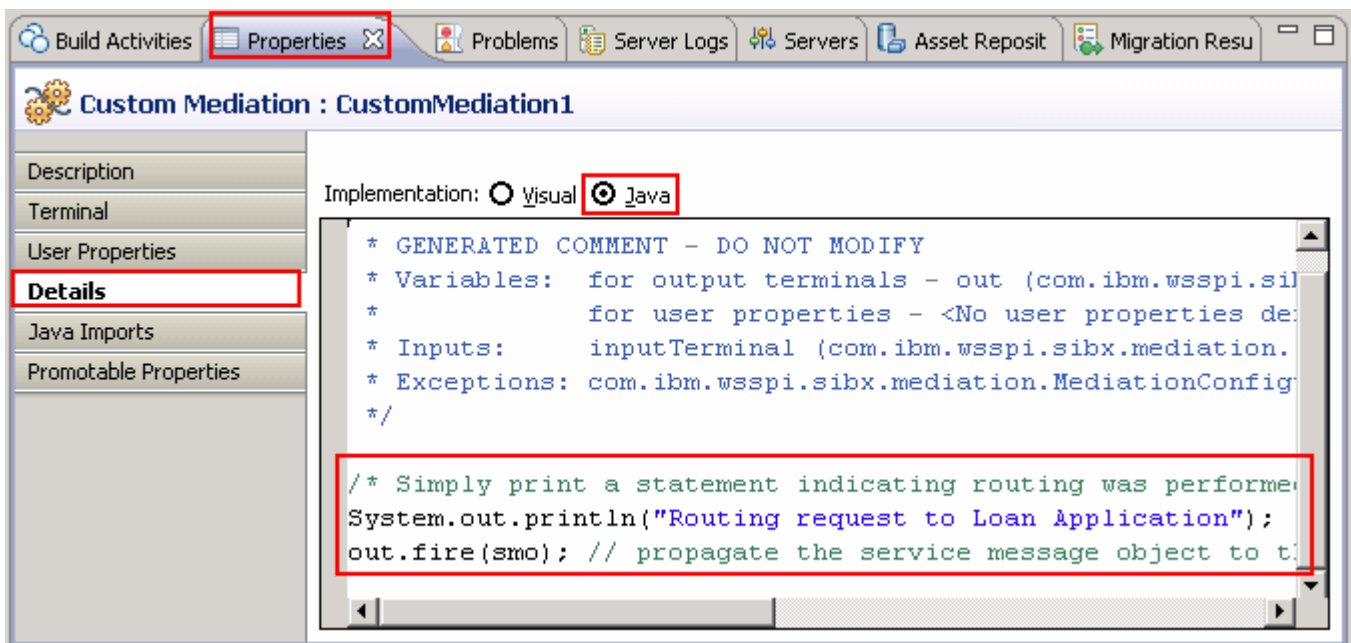 Build Activities Properties Problems Server Logs Servers Asset Reposit Migration Resu
Custom Mediation : CustomMediation1
Description
Terminal
User Properties
Details
Java Imports
Promotable Properties
Implementation: Visual Java
* GENERATED COMMENT - DO NOT MODIFY
* Variables: for output terminals - out (com.ibm.wsspi.sib
* for user properties - <No user properties de
* Inputs: inputTerminal (com.ibm.wsspi.sibx.mediation.
* Exceptions: com.ibm.wsspi.sibx.mediation.MediationConfig
*/
/* Simply print a statement indicating routing was performe
System.out.println("Routing request to Loan Application");
out.fire(smo); // propagate the service message object to t